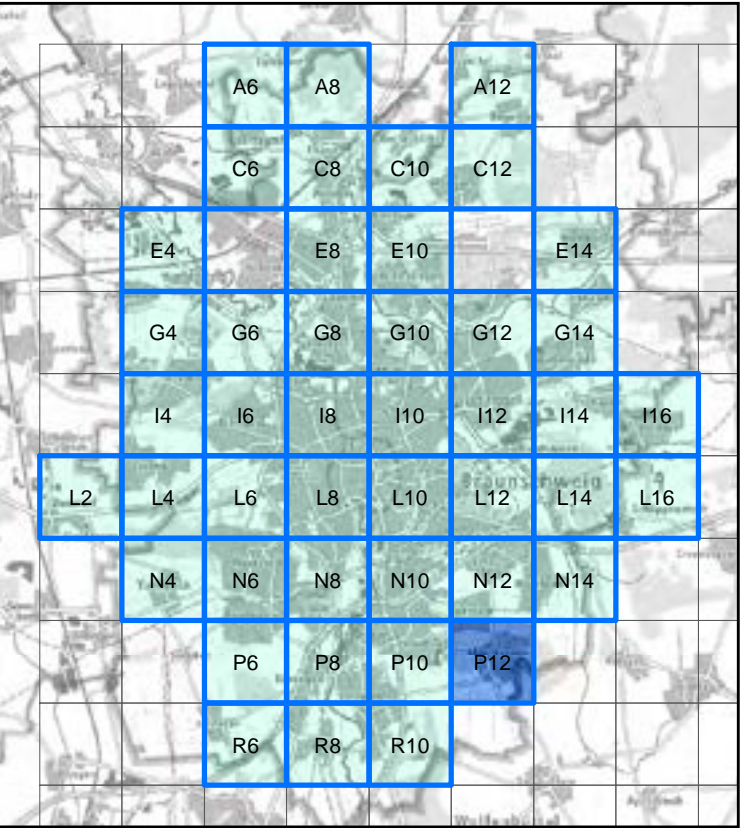 A6 A8 A12
C6 C8 C10 C12
E4 E8 E10 E14
G4 G6 G8 G10 G12 G14
I4 I6 I8 I10 I12 I14 I16
Braunschweig
L2 L4 L6 L8 L10 L12 L14 L16
N4 N6 N8 N10 N12 N14
P6 P8 P10 P12
R6 R8 R10
Wolfenbüttel